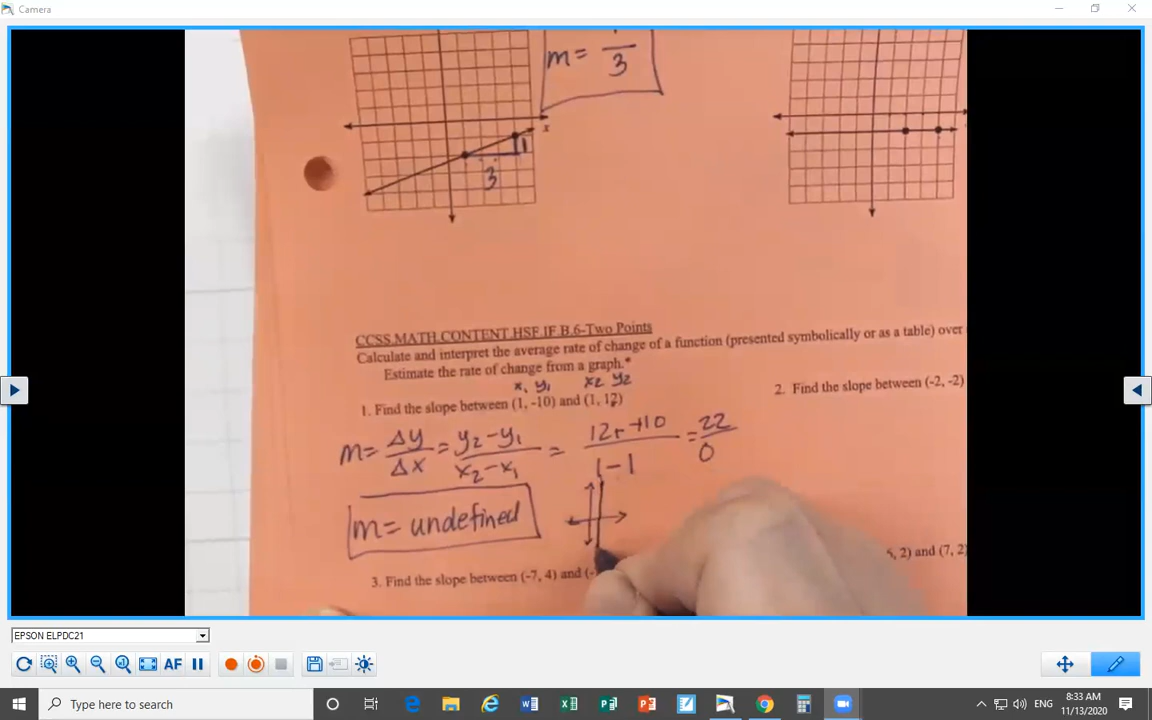 Camera
m = 3
x
1
3
CCSS.MATH.CONTENT.HSF.IF.B.6-Two Points
Calculate and interpret the average rate of change of a function (presented symbolically or as a table) over
Estimate the rate of change from a graph.*
x₁ y₁ x2 y2
1. Find the slope between (1, -10) and (1, 12)
2. Find the slope between (-2, -2)
m = Δy/Δx = y₂-y₁/x₂-x₁ = 12+ +10/1-1 = 22/0
m = undefined
3. Find the slope between (-7, 4) and (-
, 2) and (7, 2)
EPSON ELPDC21
AF
Type here to search
ENG
8:33 AM
11/13/2020